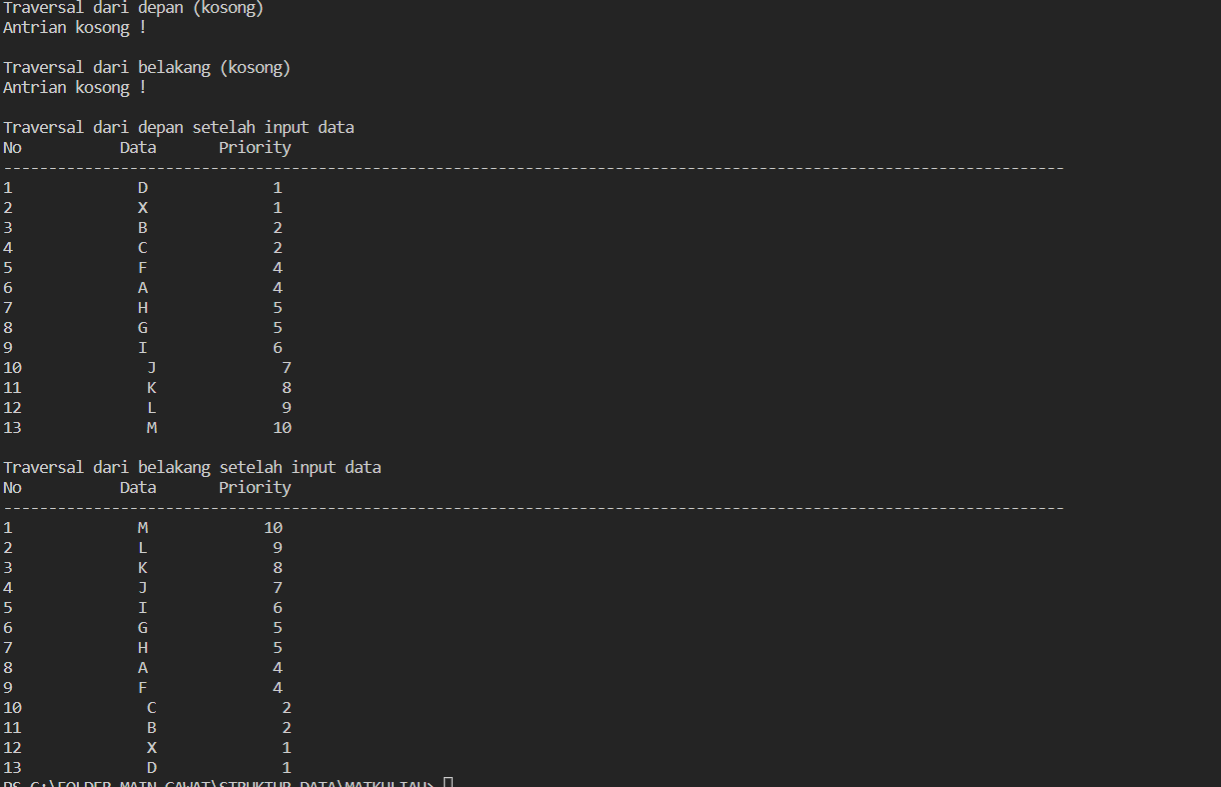 Traversal dari depan (kosong)
Antrian kosong !
Traversal dari belakang (kosong)
Antrian kosong !
Traversal dari depan setelah input data
No Data Priority
----------------------------------------------------------------------------------------------------------------------
1 D 1
2 X 1
3 B 2
4 C 2
5 F 4
6 A 4
7 H 5
8 G 5
9 I 6
10 J 7
11 K 8
12 L 9
13 M 10
Traversal dari belakang setelah input data
No Data Priority
----------------------------------------------------------------------------------------------------------------------
1 M 10
2 L 9
3 K 8
4 J 7
5 I 6
6 G 5
7 H 5
8 A 4
9 F 4
10 C 2
11 B 2
12 X 1
13 D 1
PS C:\FOLDER MAIN CAWAT\STRUKTUR DATA\MATKULIAH>